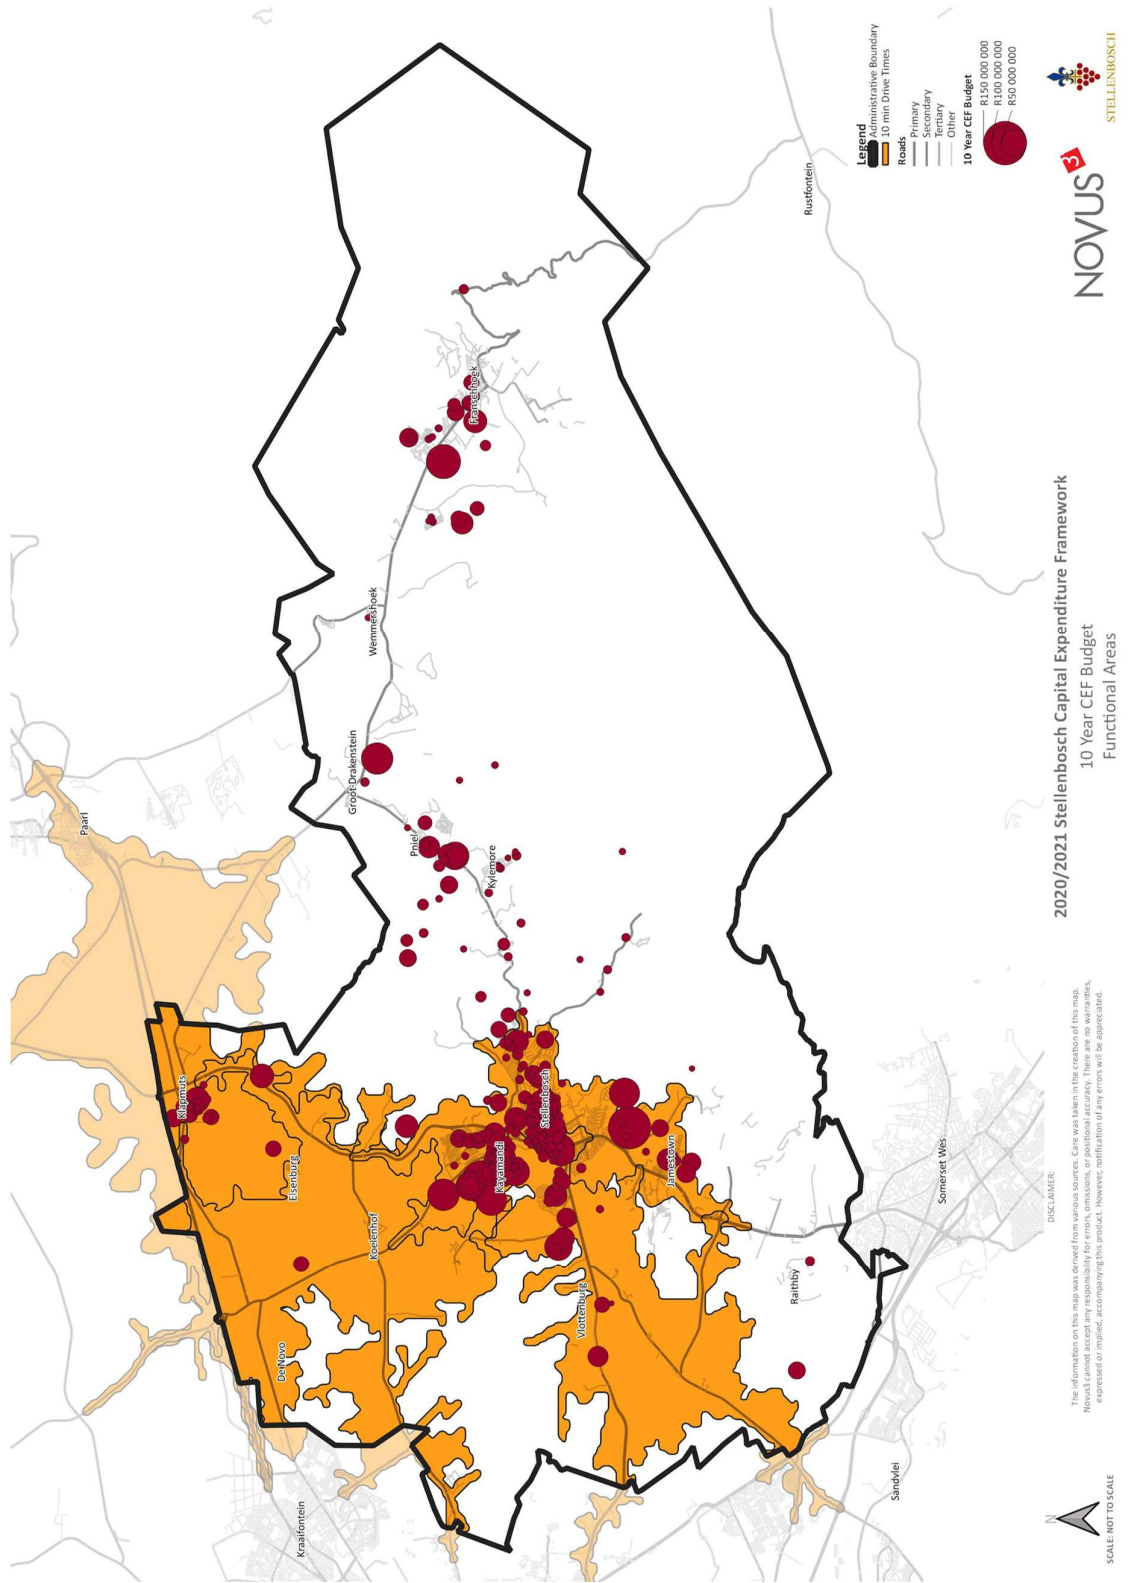 Paarl
Klapmuts
Elsenburg
Koelenhof
De Novo
Kraaifontein
Groot Drakenstein
Wemmershoek
Pniel
Kylemore
Franschhoek
Kayamandi
Stellenbosch
Vlottenburg
Jamestown
Raithby
Somerset Wes
Sandvlei
Rustfontein
Legend
Administrative Boundary
10 min Drive Times
Roads
Primary
Secondary
Tertiary
Other
10 Year CEF Budget
R150 000 000
R100 000 000
R50 000 000
N
SCALE: NOT TO SCALE
DISCLAIMER:
The information on this map was derived from various sources. Care was taken in the creation of this map.
Novus3 cannot accept any responsibility for errors, omissions, or positional accuracy. There are no warranties,
expressed or implied, accompanying this product. However, notification of any errors will be appreciated.
2020/2021 Stellenbosch Capital Expenditure Framework
10 Year CEF Budget
Functional Areas
NOVUS3
STELLENBOSCH